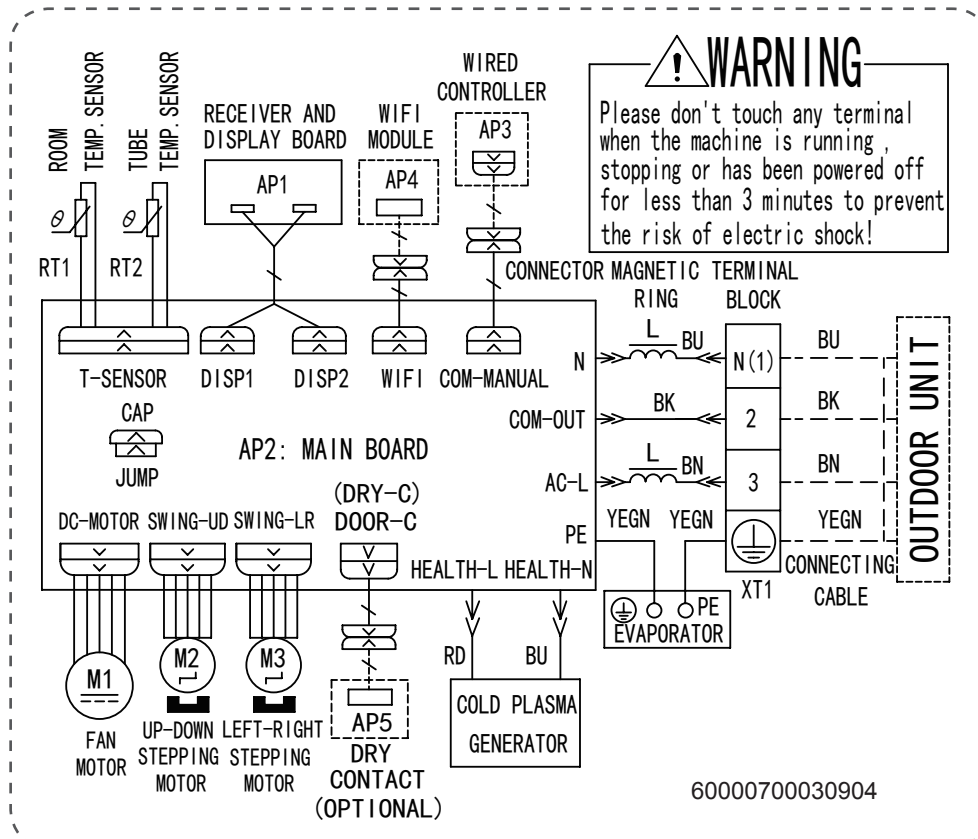 WARNING
Please don't touch any terminal
when the machine is running ,
stopping or has been powered off
for less than 3 minutes to prevent
the risk of electric shock!
ROOM
TEMP. SENSOR
TUBE
TEMP. SENSOR
RECEIVER AND
DISPLAY BOARD
WIFI
MODULE
WIRED
CONTROLLER
AP1
AP4
AP3
θ
θ
RT1
RT2
CONNECTOR
MAGNETIC
RING
TERMINAL
BLOCK
T-SENSOR
DISP1
DISP2
WIFI
COM-MANUAL
N
L
BU
N(1)
BU
CAP
JUMP
AP2: MAIN BOARD
COM-OUT
BK
2
BK
AC-L
L
BN
3
BN
OUTDOOR UNIT
(DRY-C)
DOOR-C
DC-MOTOR
SWING-UD
SWING-LR
PE
YEGN
YEGN
YEGN
HEALTH-L
HEALTH-N
XT1
CONNECTING
CABLE
PE
EVAPORATOR
M1
M2
M3
RD
BU
AP5
COLD PLASMA
GENERATOR
FAN
MOTOR
UP-DOWN
STEPPING
MOTOR
LEFT-RIGHT
STEPPING
MOTOR
DRY
CONTACT
(OPTIONAL)
60000700030904